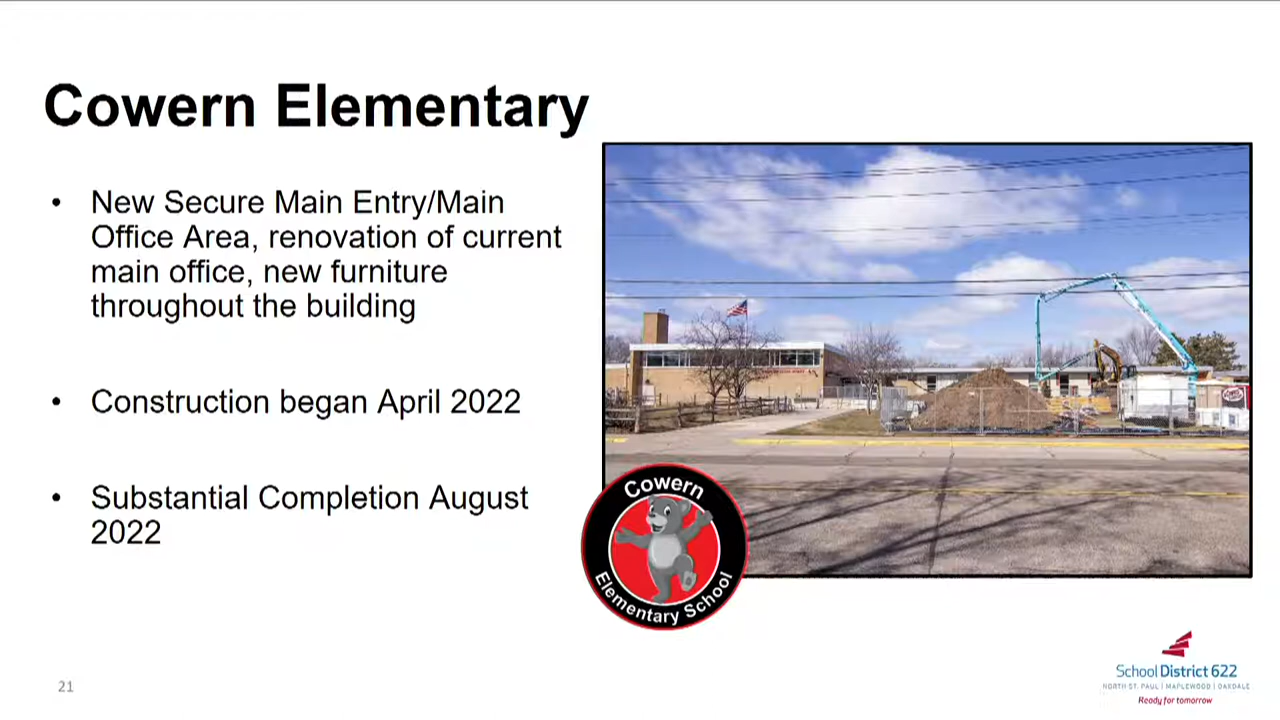 Cowern Elementary
• New Secure Main Entry/Main
Office Area, renovation of current
main office, new furniture
throughout the building
• Construction began April 2022
• Substantial Completion August
2022
Cowern
Elementary School
21
School District 622
NORTH ST. PAUL | MAPLEWOOD | OAKDALE
Ready for tomorrow